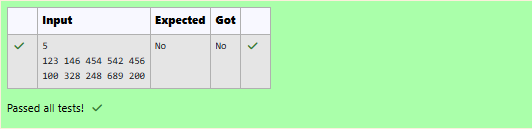 Input Expected Got
5 No No
123 146 454 542 456
100 328 248 689 200
Passed all tests!